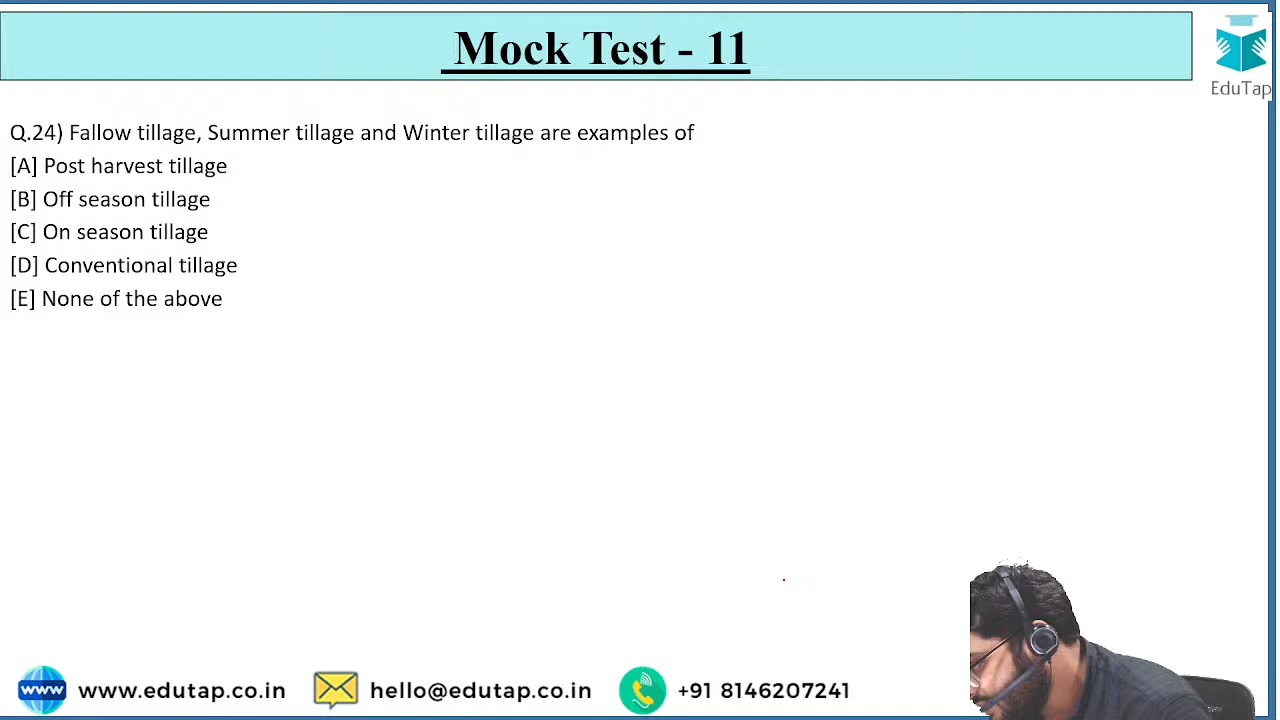 Mock Test - 11
EduTap
Q.24) Fallow tillage, Summer tillage and Winter tillage are examples of
[A] Post harvest tillage
[B] Off season tillage
[C] On season tillage
[D] Conventional tillage
[E] None of the above
www www.edutap.co.in hello@edutap.co.in +91 8146207241